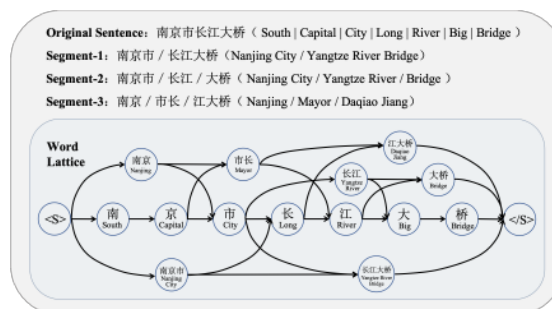 Original Sentence: 南京市长江大桥（ South | Capital | City | Long | River | Big | Bridge ）
Segment-1: 南京市 / 长江大桥（Nanjing City / Yangtze River Bridge）
Segment-2: 南京市 / 长江 / 大桥（ Nanjing City / Yangtze River / Bridge ）
Segment-3: 南京 / 市长 / 江大桥（ Nanjing / Mayor / Daqiao Jiang ）
Word
Lattice
江大桥
Daqiao
Jiang
南京
Nanjing
市长
Mayor
长江
Yangtze
River
大桥
Bridge
<S>
南
South
京
Capital
市
City
长
Long
江
River
大
Big
桥
Bridge
</S>
南京市
Nanjing
City
长江大桥
Yangtze River
Bridge